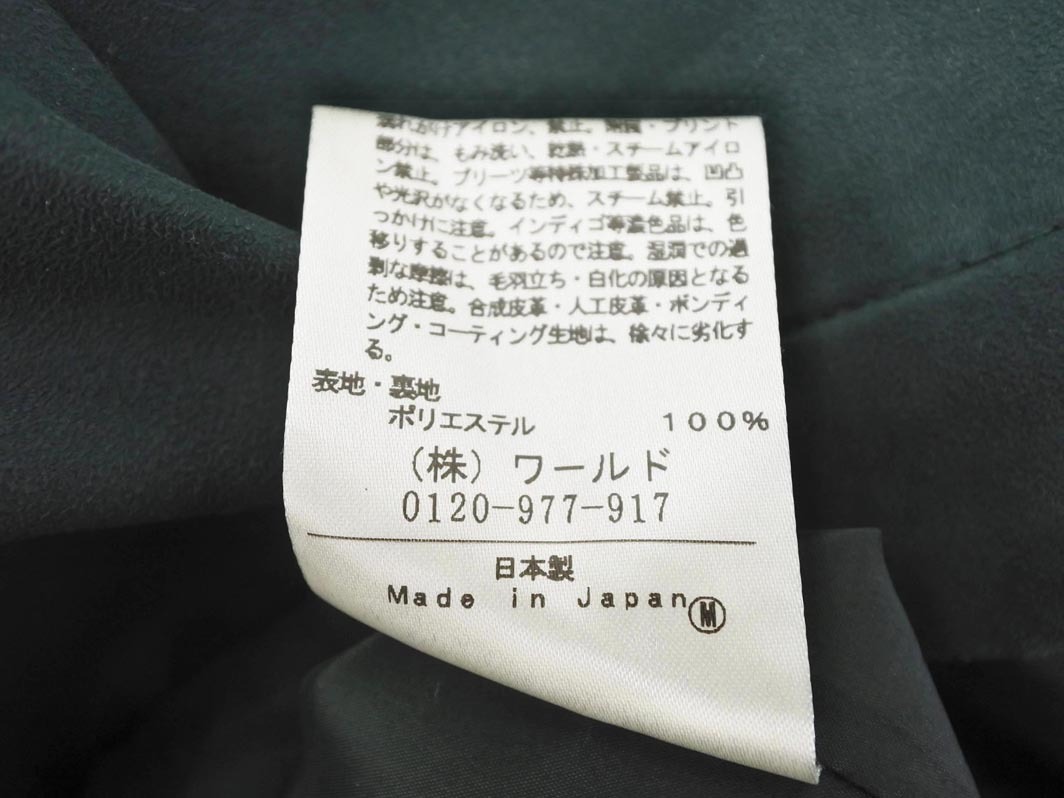 濡れがけアイロン、禁止。樹脂・プリント
部分は、もみ洗い、乾熱・スチームアイロ
ン禁止。プリーツ等特殊加工製品は、凹凸
や光沢がなくなるため、スチーム禁止。引
っかけに注意。インディゴ等濃色品は、色
移りすることがあるので注意。湿潤での過
剰な摩擦は、毛羽立ち・白化の原因となる
ため注意。合成皮革・人工皮革・ボンディ
ング・コーティング生地は、徐々に劣化す
る。
表地・裏地
ポリエステル 100%
(株) ワールド
0120-977-917
日本製
Made in Japan Ⓜ